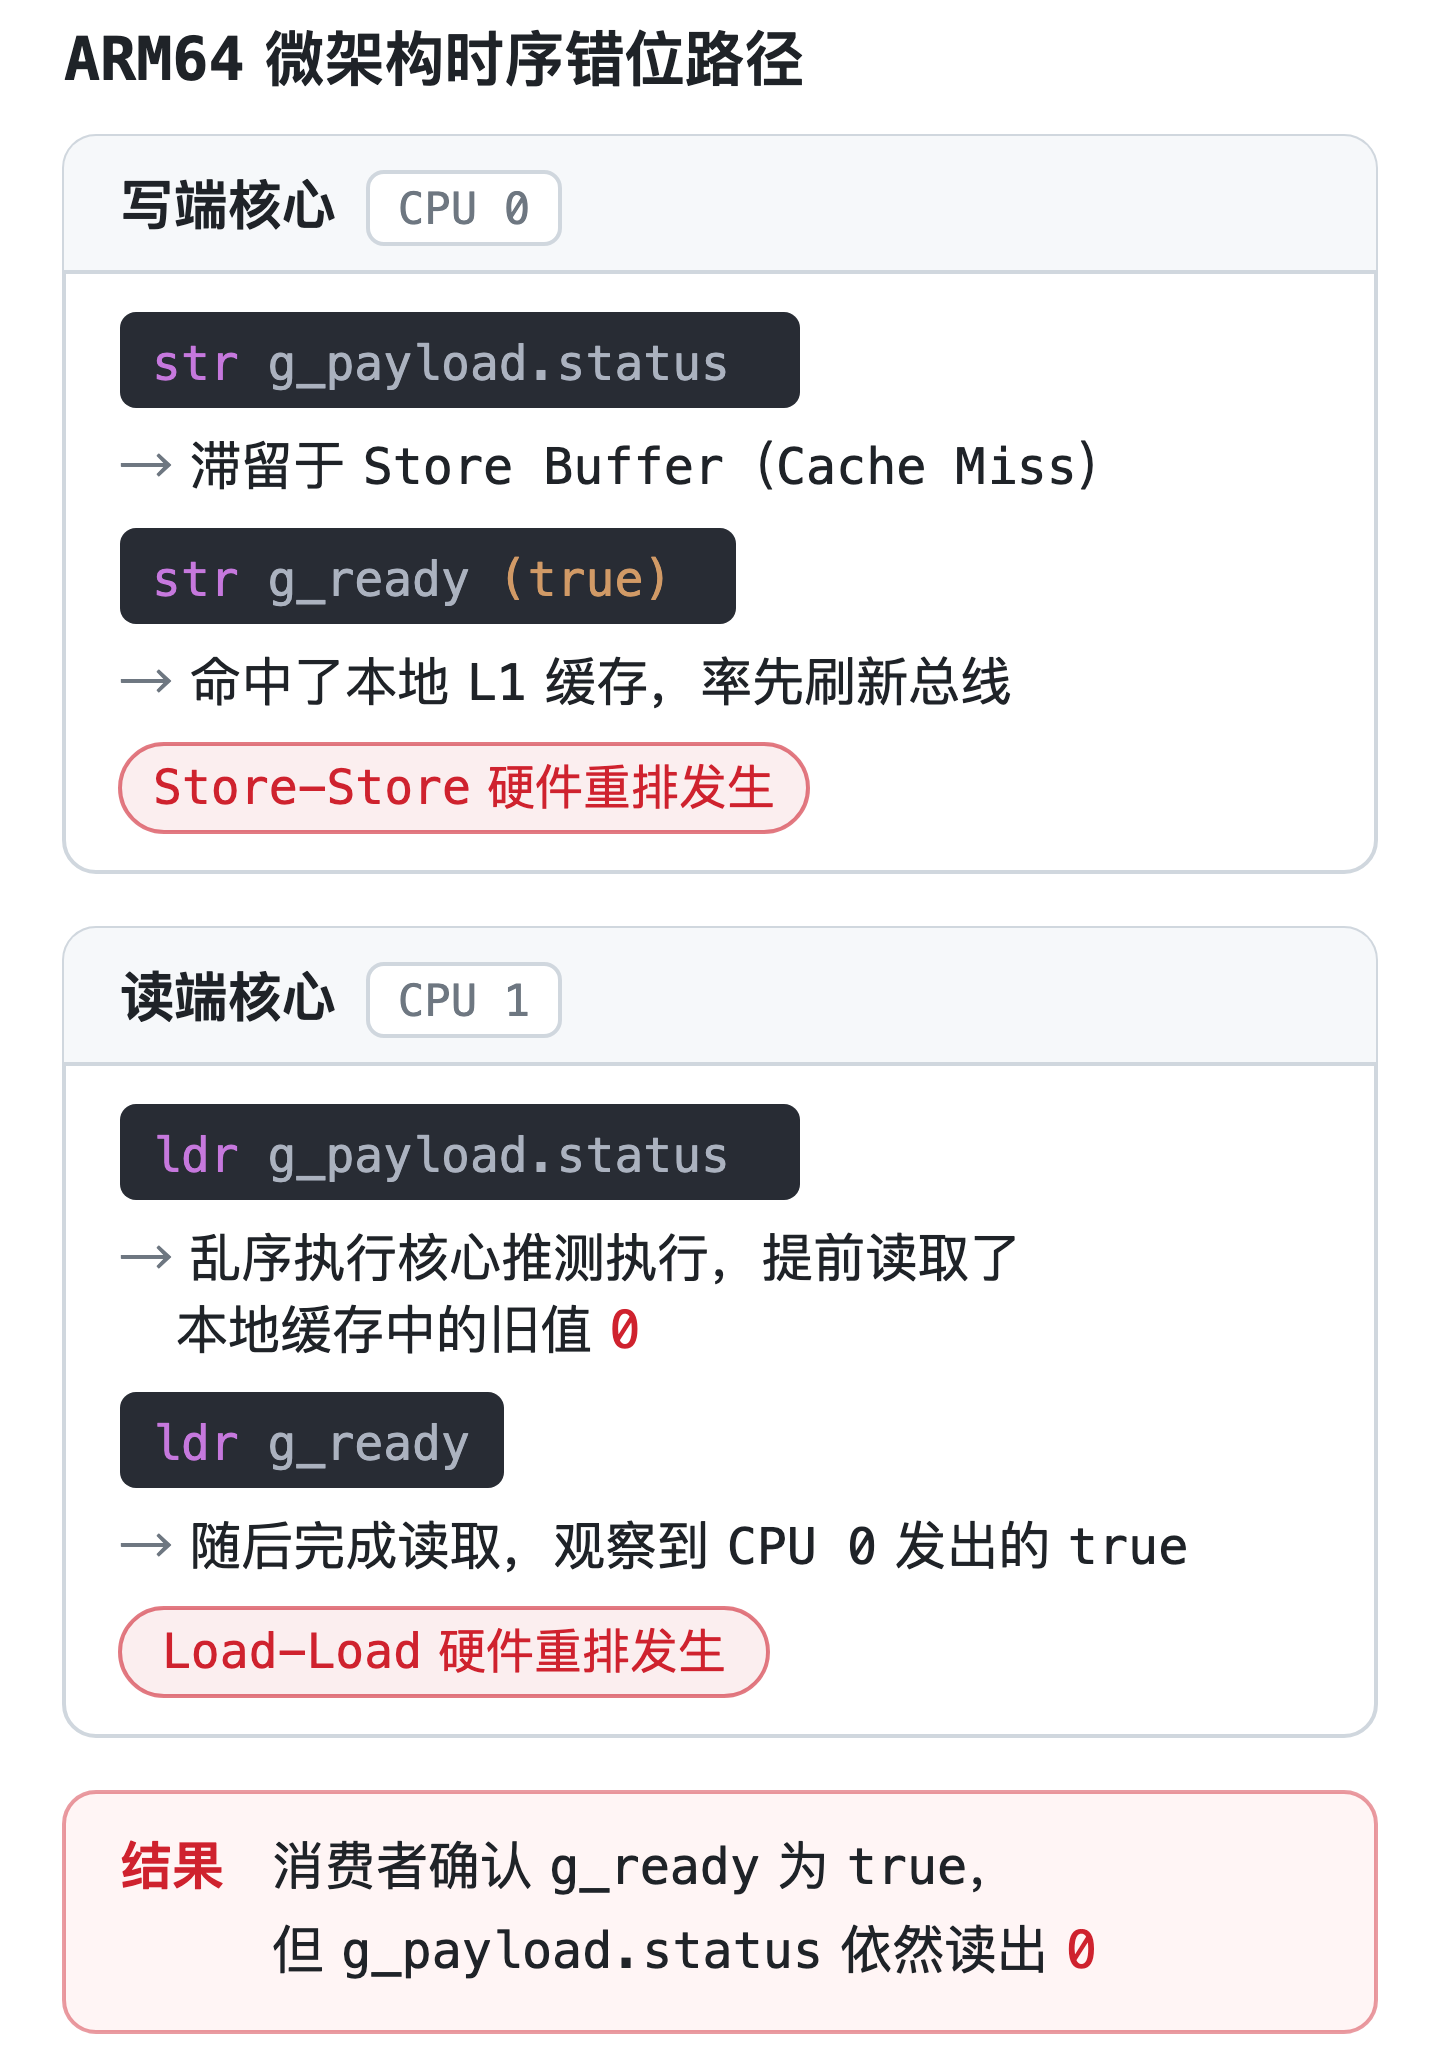 ARM64 微架构时序错位路径
写端核心 CPU 0
str g_payload.status
→ 滞留于 Store Buffer（Cache Miss）
str g_ready (true)
→ 命中了本地 L1 缓存，率先刷新总线
Store–Store 硬件重排发生
读端核心 CPU 1
ldr g_payload.status
→ 乱序执行核心推测执行，提前读取了
本地缓存中的旧值 0
ldr g_ready
→ 随后完成读取，观察到 CPU 0 发出的 true
Load–Load 硬件重排发生
结果 消费者确认 g_ready 为 true，
但 g_payload.status 依然读出 0